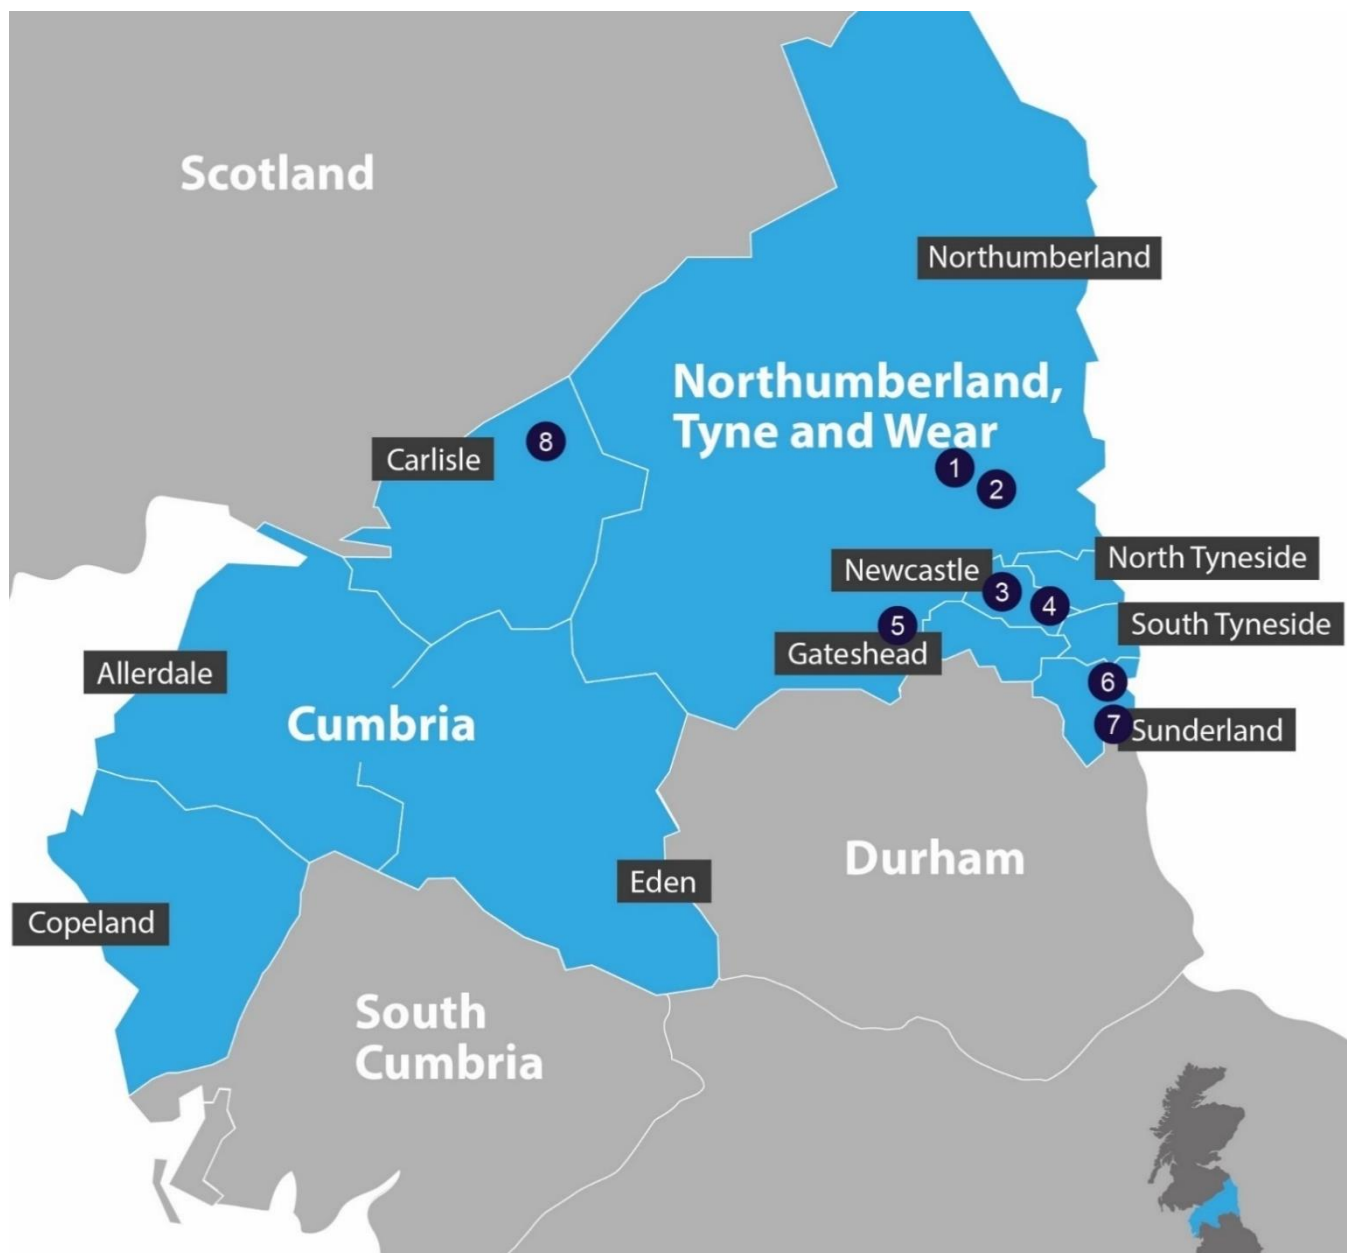 Scotland
Northumberland
Northumberland,
Tyne and Wear
8
Carlisle
1
2
North Tyneside
Newcastle
3
4
5
South Tyneside
Gateshead
Allerdale
6
Cumbria
7
Sunderland
Durham
Eden
Copeland
South
Cumbria